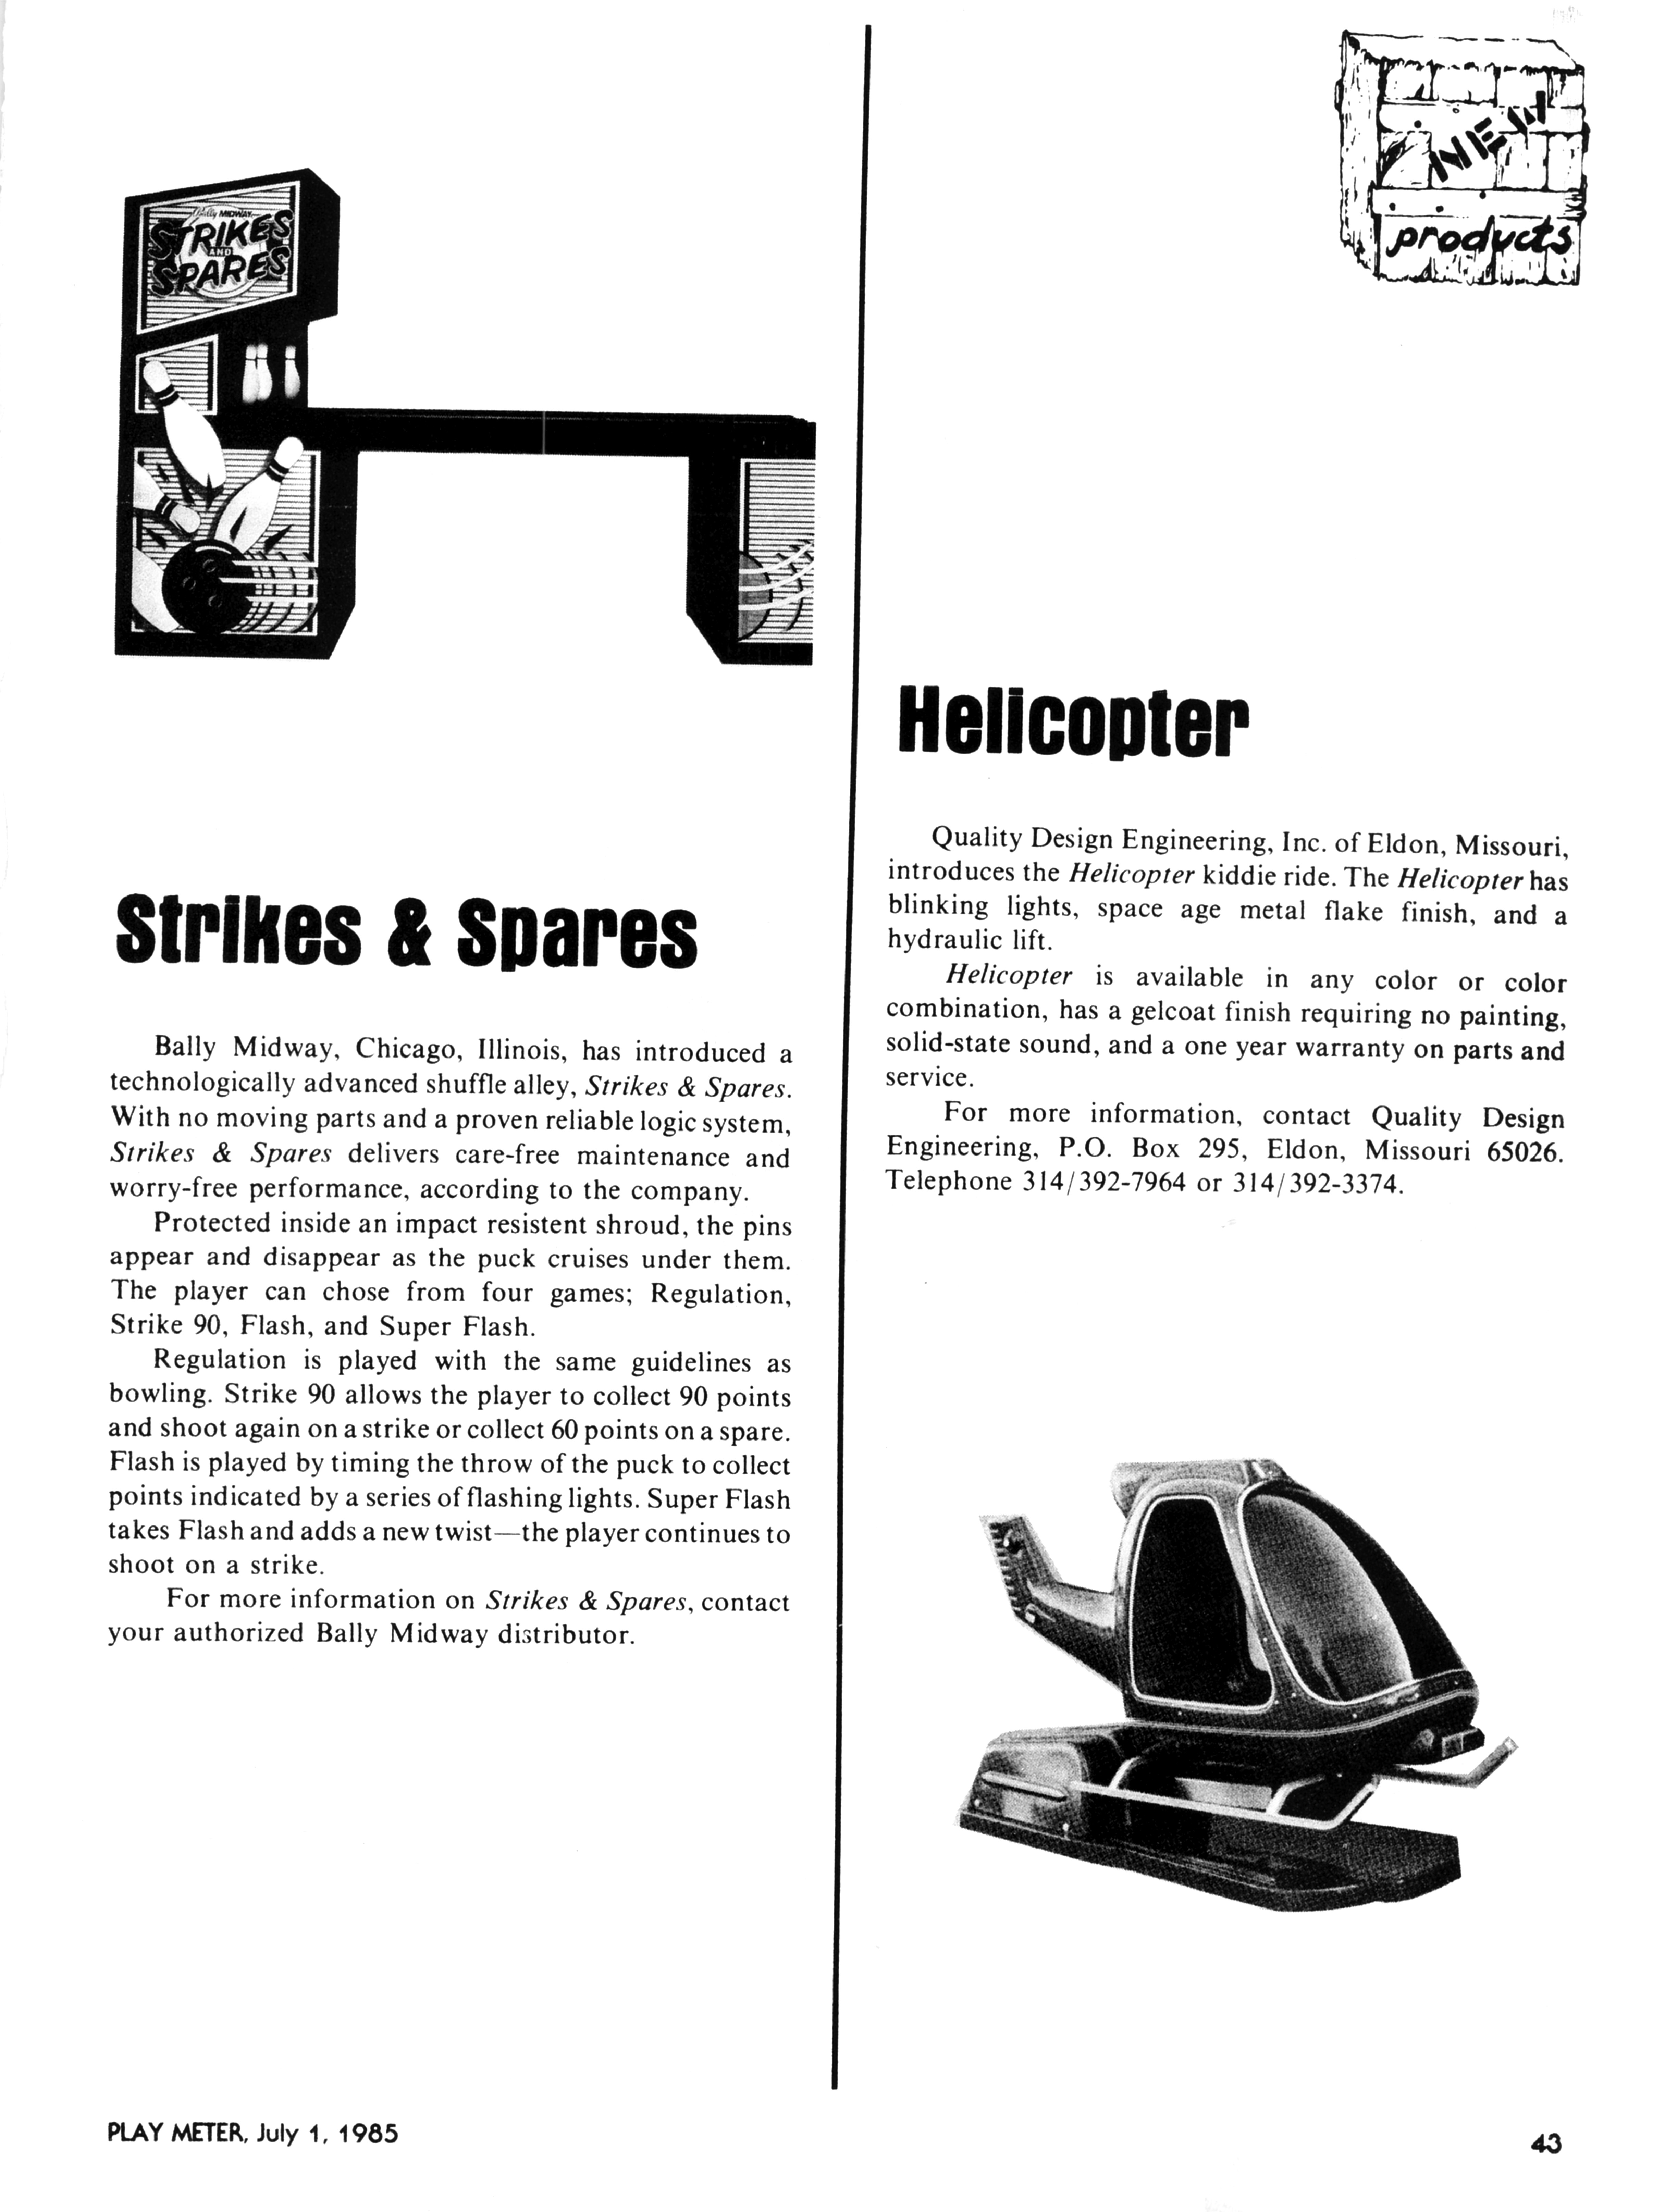 NEW
products
Bally MIDWAY
STRIKES
AND
SPARES
Strikes & Spares
Bally Midway, Chicago, Illinois, has introduced a
technologically advanced shuffle alley, Strikes & Spares.
With no moving parts and a proven reliable logic system,
Strikes & Spares delivers care-free maintenance and
worry-free performance, according to the company.
Protected inside an impact resistent shroud, the pins
appear and disappear as the puck cruises under them.
The player can chose from four games; Regulation,
Strike 90, Flash, and Super Flash.
Regulation is played with the same guidelines as
bowling. Strike 90 allows the player to collect 90 points
and shoot again on a strike or collect 60 points on a spare.
Flash is played by timing the throw of the puck to collect
points indicated by a series of flashing lights. Super Flash
takes Flash and adds a new twist—the player continues to
shoot on a strike.
For more information on Strikes & Spares, contact
your authorized Bally Midway distributor.
Helicopter
Quality Design Engineering, Inc. of Eldon, Missouri,
introduces the Helicopter kiddie ride. The Helicopter has
blinking lights, space age metal flake finish, and a
hydraulic lift.
Helicopter is available in any color or color
combination, has a gelcoat finish requiring no painting,
solid-state sound, and a one year warranty on parts and
service.
For more information, contact Quality Design
Engineering, P.O. Box 295, Eldon, Missouri 65026.
Telephone 314/392-7964 or 314/392-3374.
PLAY METER, July 1, 1985
43